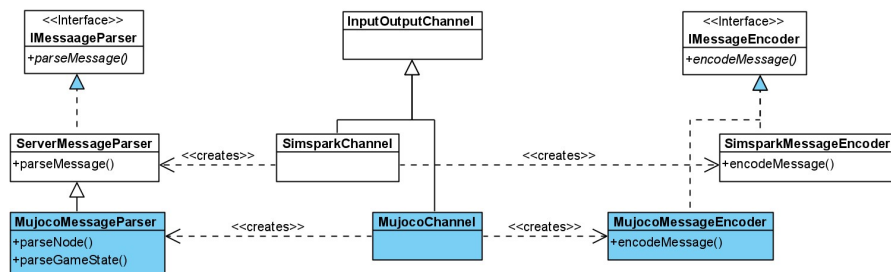 <<Interface>>
IMessaageParser
+parseMessage()
InputOutputChannel
<<Interface>>
IMessageEncoder
+encodeMessage()
ServerMessageParser
+parseMessage()
<<creates>>
SimsparkChannel
<<creates>>
SimsparkMessageEncoder
+encodeMessage()
MujocoMessageParser
+parseNode()
+parseGameState()
<<creates>>
MujocoChannel
<<creates>>
MujocoMessageEncoder
+encodeMessage()